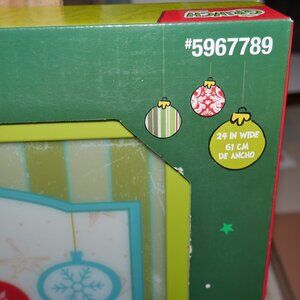 #5967789
24 IN WIDE
61 CM
DE ANCHO